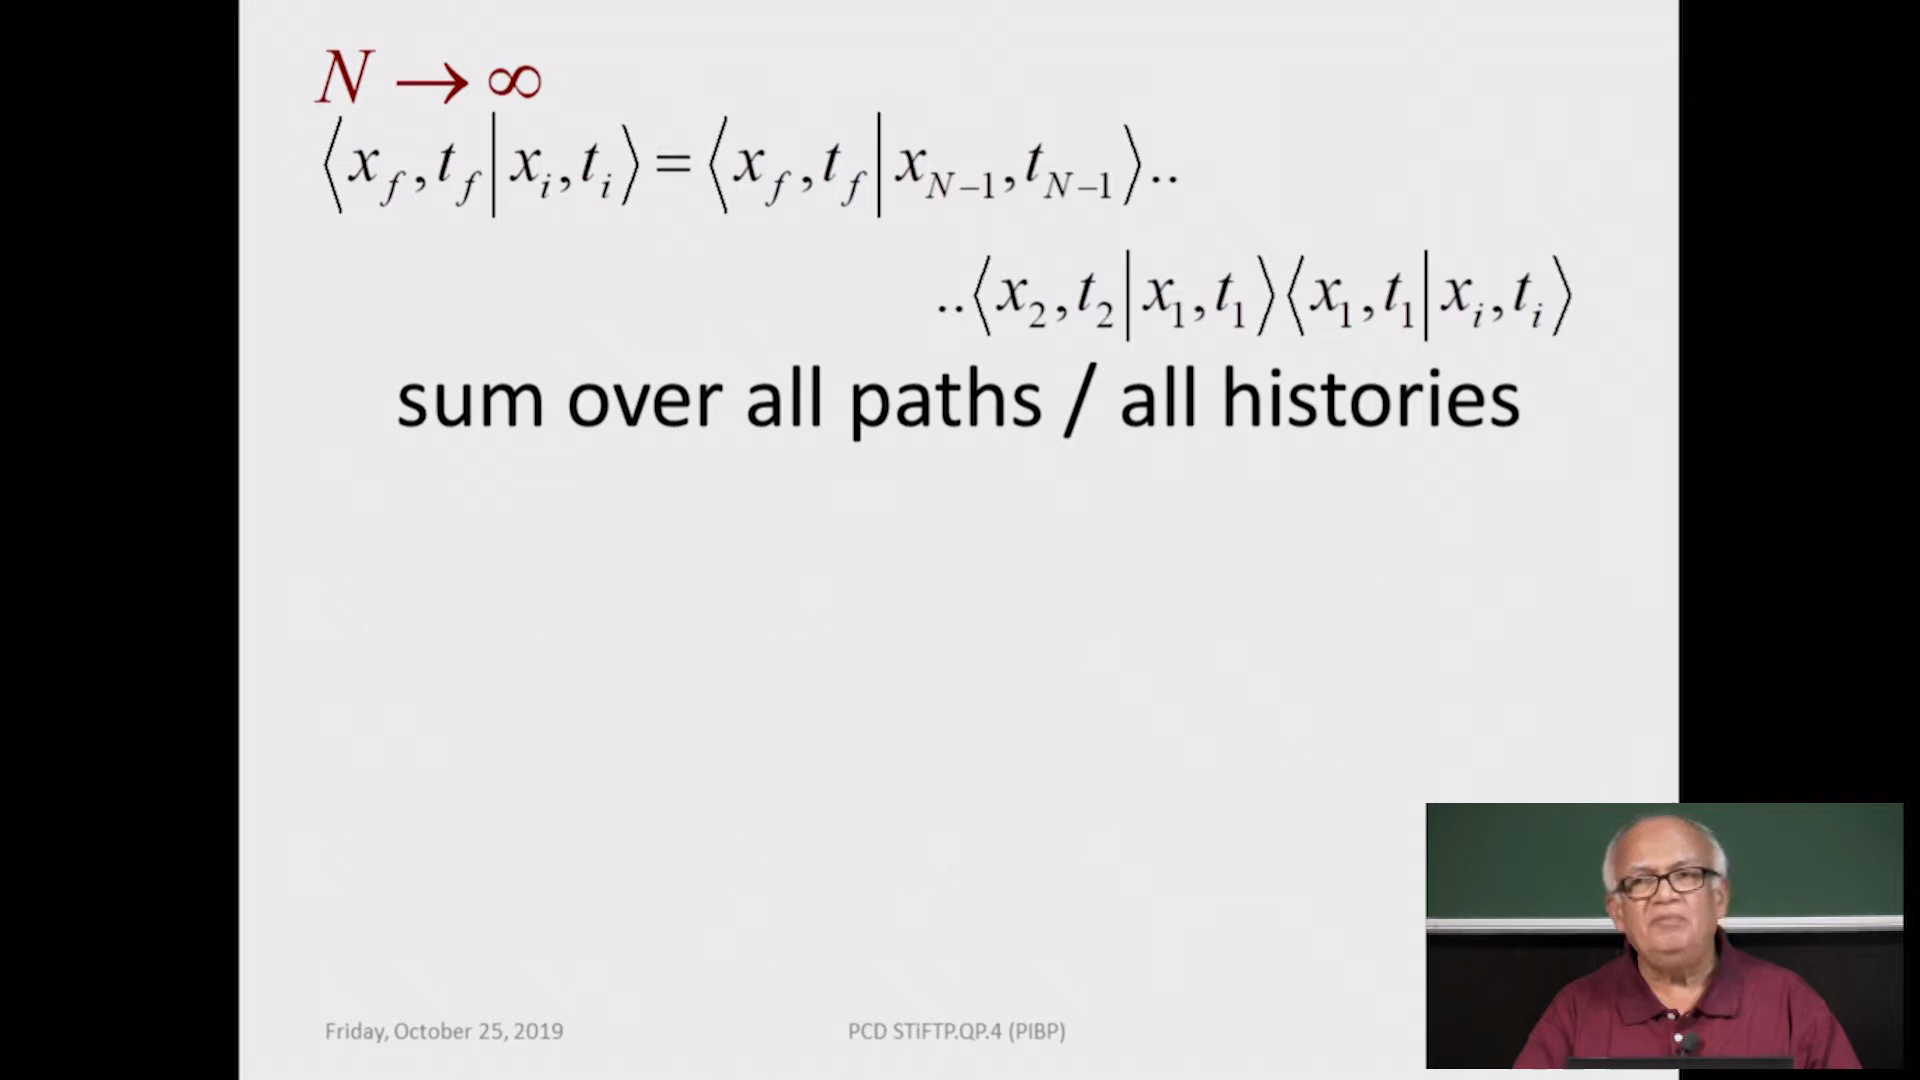 N → ∞
⟨x_f, t_f | x_i, t_i⟩ = ⟨x_f, t_f | x_{N−1}, t_{N−1}⟩..
..⟨x_2, t_2 | x_1, t_1⟩⟨x_1, t_1 | x_i, t_i⟩
sum over all paths / all histories
Friday, October 25, 2019 PCD STiFTP.QP.4 (PIBP)